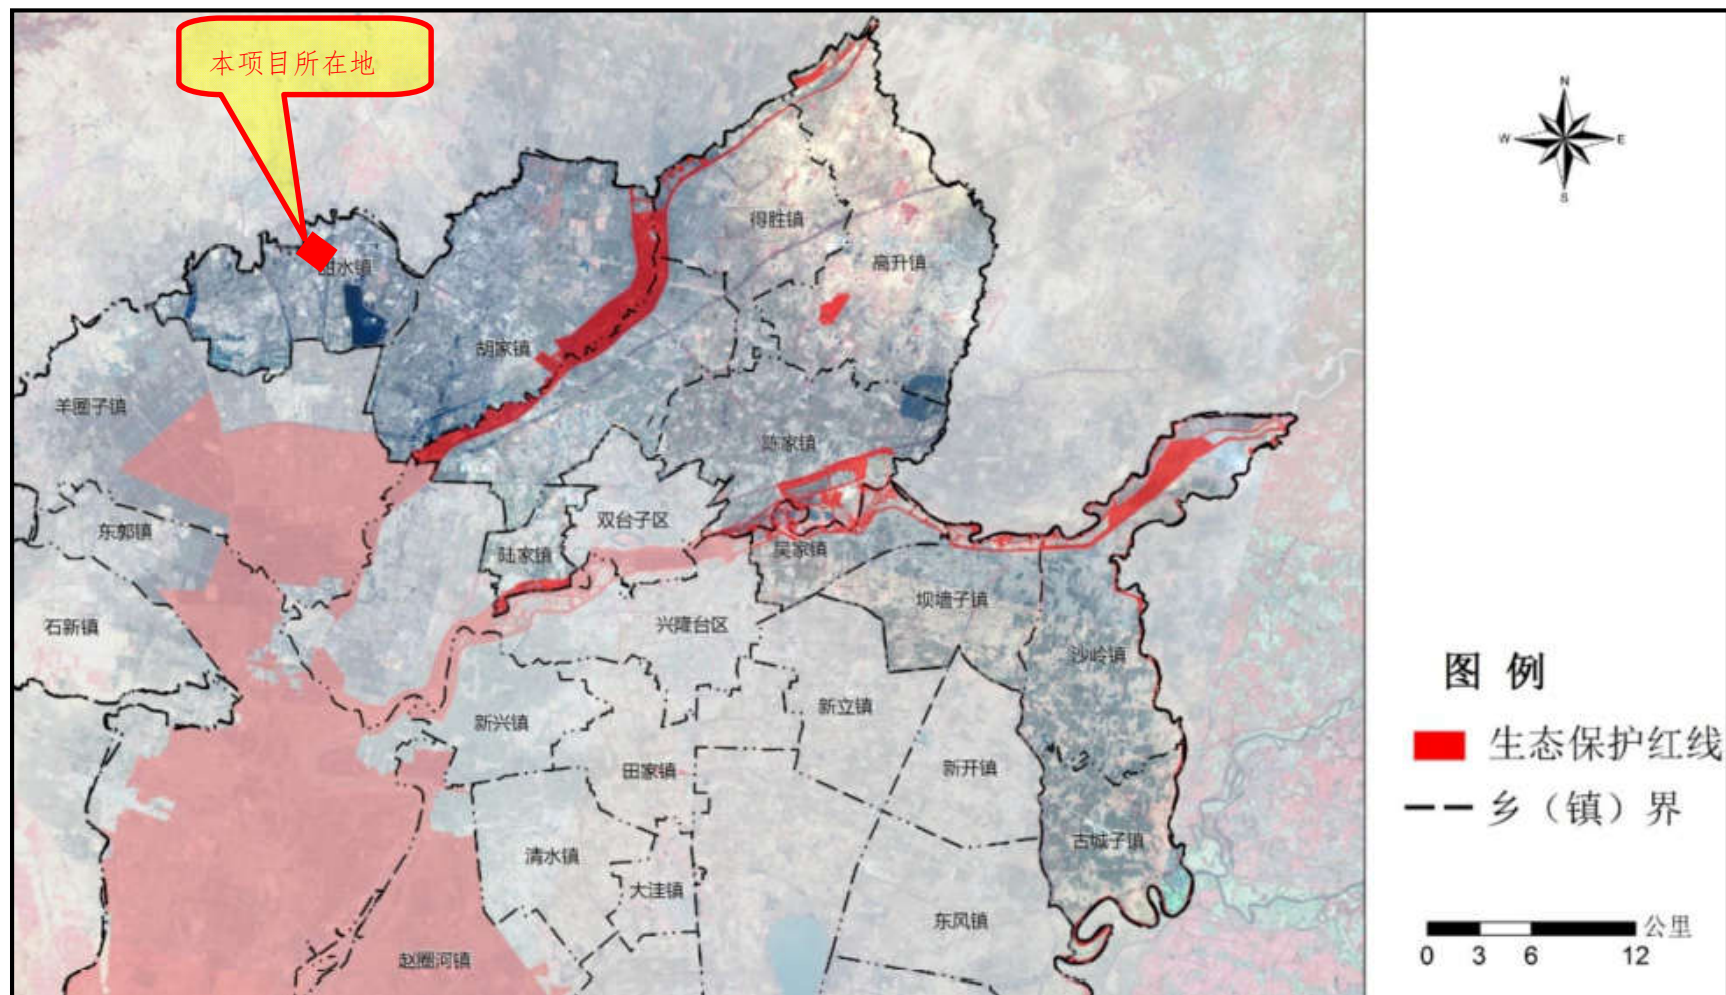 本项目所在地
N
W
E
S
得胜镇
高升镇
甜水镇
胡家镇
羊圈子镇
陈家镇
双台子区
东郭镇
陆家镇
吴家镇
坝墙子镇
石新镇
兴隆台区
沙岭镇
新兴镇
新立镇
田家镇
新开镇
清水镇
古城子镇
大洼镇
东风镇
赵圈河镇
图 例
生态保护红线
乡（镇）界
公里
0 3 6 12